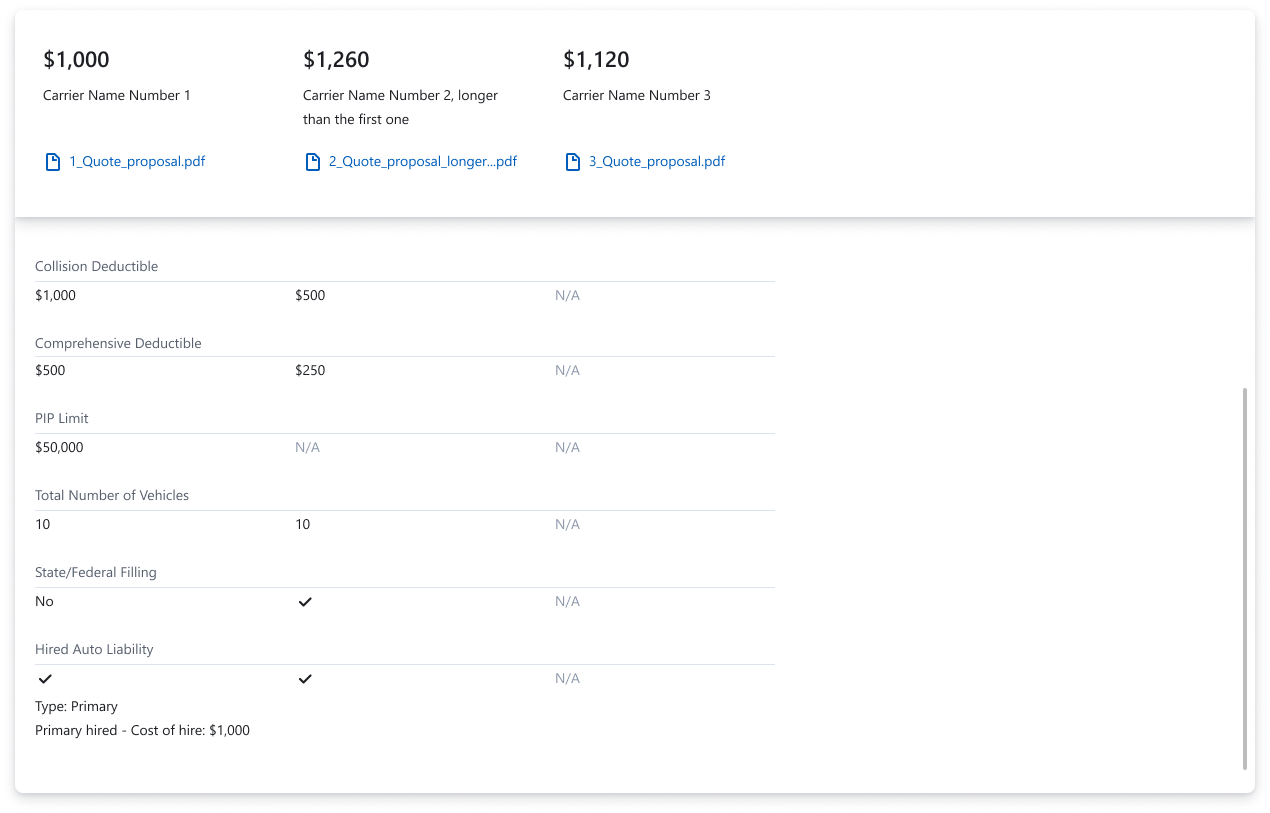 $1,000 $1,260 $1,120
Carrier Name Number 1 Carrier Name Number 2, longer Carrier Name Number 3
than the first one
1_Quote_proposal.pdf 2_Quote_proposal_longer...pdf 3_Quote_proposal.pdf
Collision Deductible
$1,000 $500 N/A
Comprehensive Deductible
$500 $250 N/A
PIP Limit
$50,000 N/A N/A
Total Number of Vehicles
10 10 N/A
State/Federal Filling
No N/A
Hired Auto Liability
N/A
Type: Primary
Primary hired - Cost of hire: $1,000